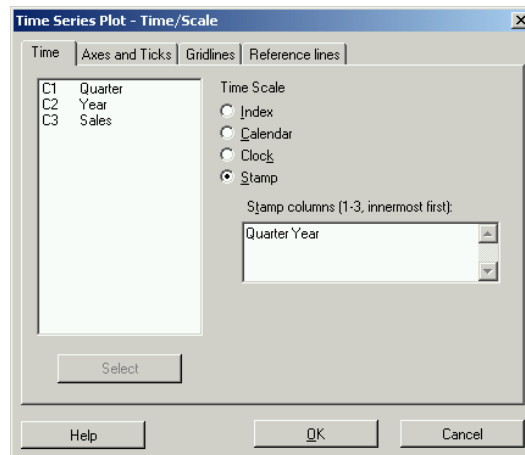 Time Series Plot - Time/Scale
Time
Axes and Ticks
Gridlines
Reference lines
C1 Quarter
C2 Year
C3 Sales
Time Scale
Index
Calendar
Clock
Stamp
Stamp columns (1-3, innermost first):
Quarter Year
Select
Help
OK
Cancel